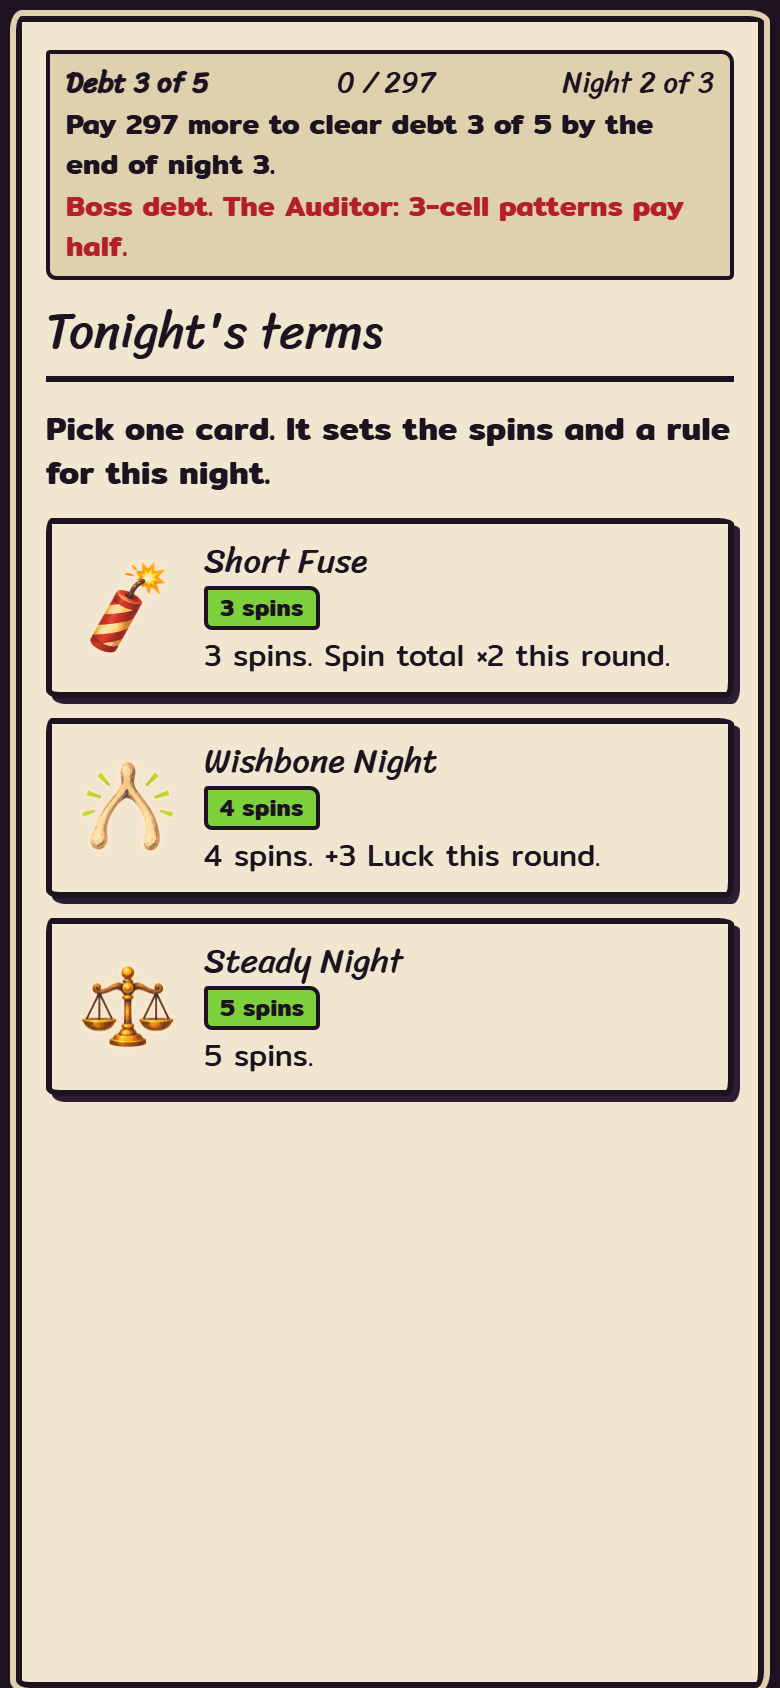 Debt 3 of 5 0 / 297 Night 2 of 3
Pay 297 more to clear debt 3 of 5 by the
end of night 3.
Boss debt. The Auditor: 3-cell patterns pay
half.
Tonight's terms
Pick one card. It sets the spins and a rule
for this night.
Short Fuse
3 spins
3 spins. Spin total ×2 this round.
Wishbone Night
4 spins
4 spins. +3 Luck this round.
Steady Night
5 spins
5 spins.